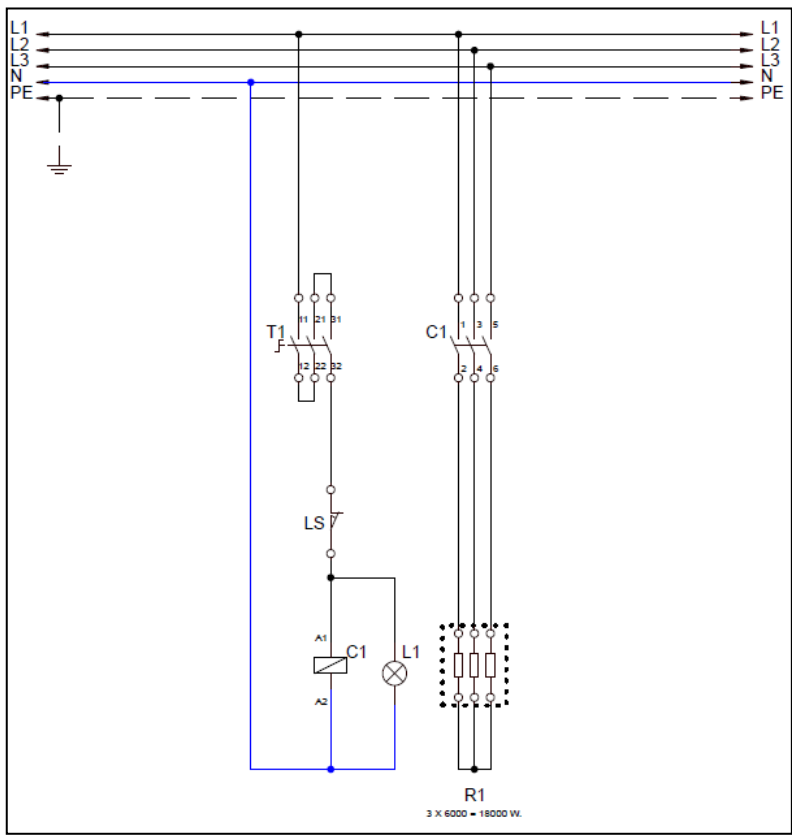 L1 L1
L2 L2
L3 L3
N N
PE PE
11 21 31
T1
12 22 32
1 3 5
C1
2 4 6
LS
A1
C1 L1
A2
R1
3 X 6000 = 18000 W.